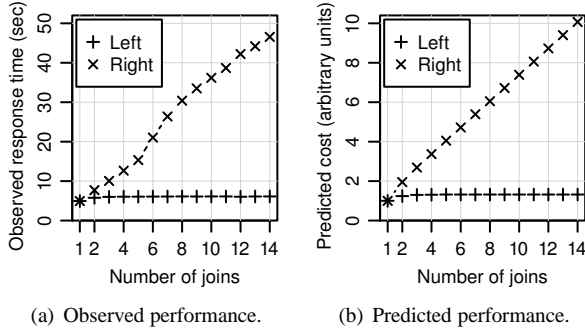 Observed response time (sec)
50
40
30
20
10
0
Left
Right
1 2 4 6 8 10 12 14
Number of joins
(a) Observed performance.
Predicted cost (arbitrary units)
10
8
6
4
2
0
Left
Right
1 2 4 6 8 10 12 14
Number of joins
(b) Predicted performance.